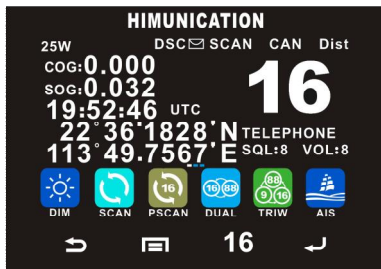 HIMUNICATION
25W DSC SCAN CAN Dist
COG:0.000
SOG:0.032
16
19:52:46 UTC
22°36'1828'N TELEPHONE
113°49.7567'E SQL:8 VOL:8
16 16 88 88 9 16
DIM SCAN PSCAN DUAL TRIW AIS
16